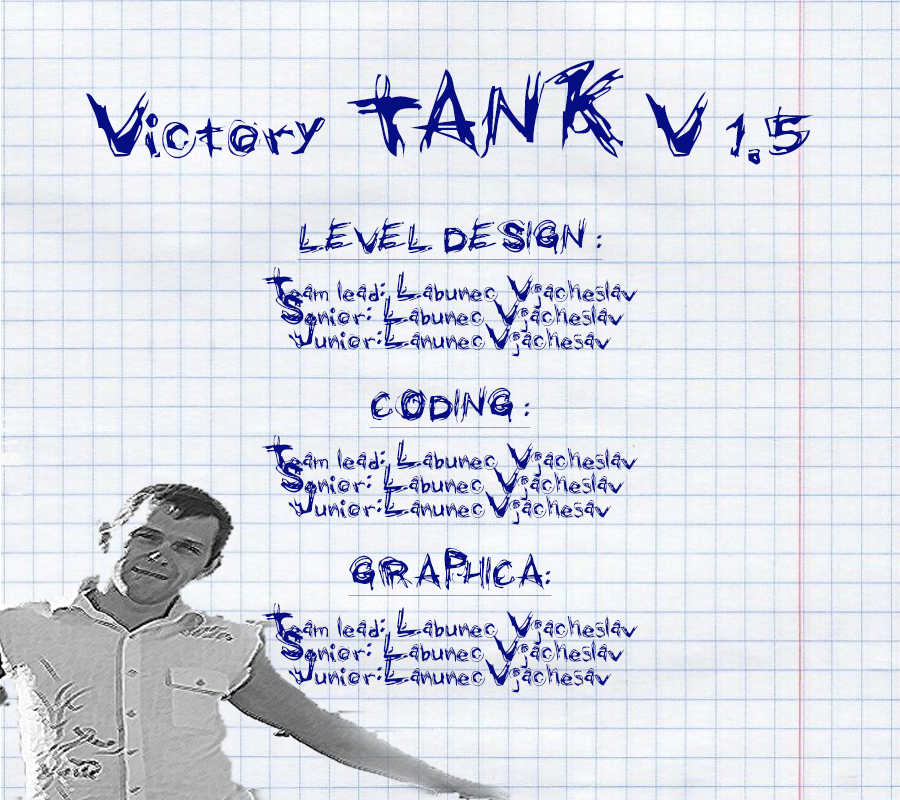 Victory TANK V 1.5
LEVEL DESIGN :
Team lead: Labunec Vjacheslav
Senior: Labunec Vjacheslav
Junior:Lanunec Vjachesav
CODING :
Team lead: Labunec Vjacheslav
Senior: Labunec Vjacheslav
Junior:Lanunec Vjachesav
GRAPHICA:
Team lead: Labunec Vjacheslav
Senior: Labunec Vjacheslav
Junior:Lanunec Vjachesav